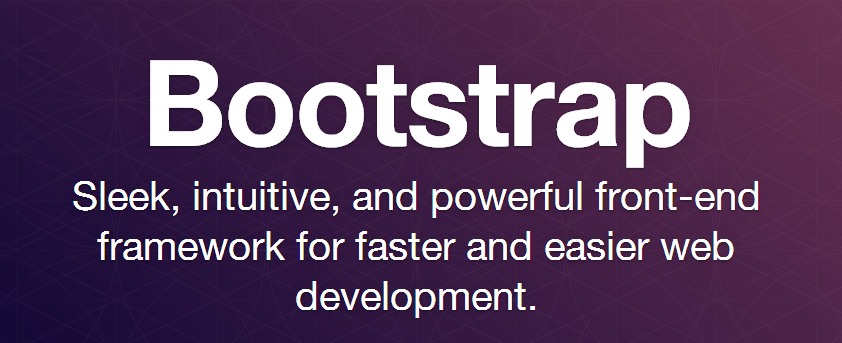 Bootstrap
Sleek, intuitive, and powerful front-end
framework for faster and easier web
development.